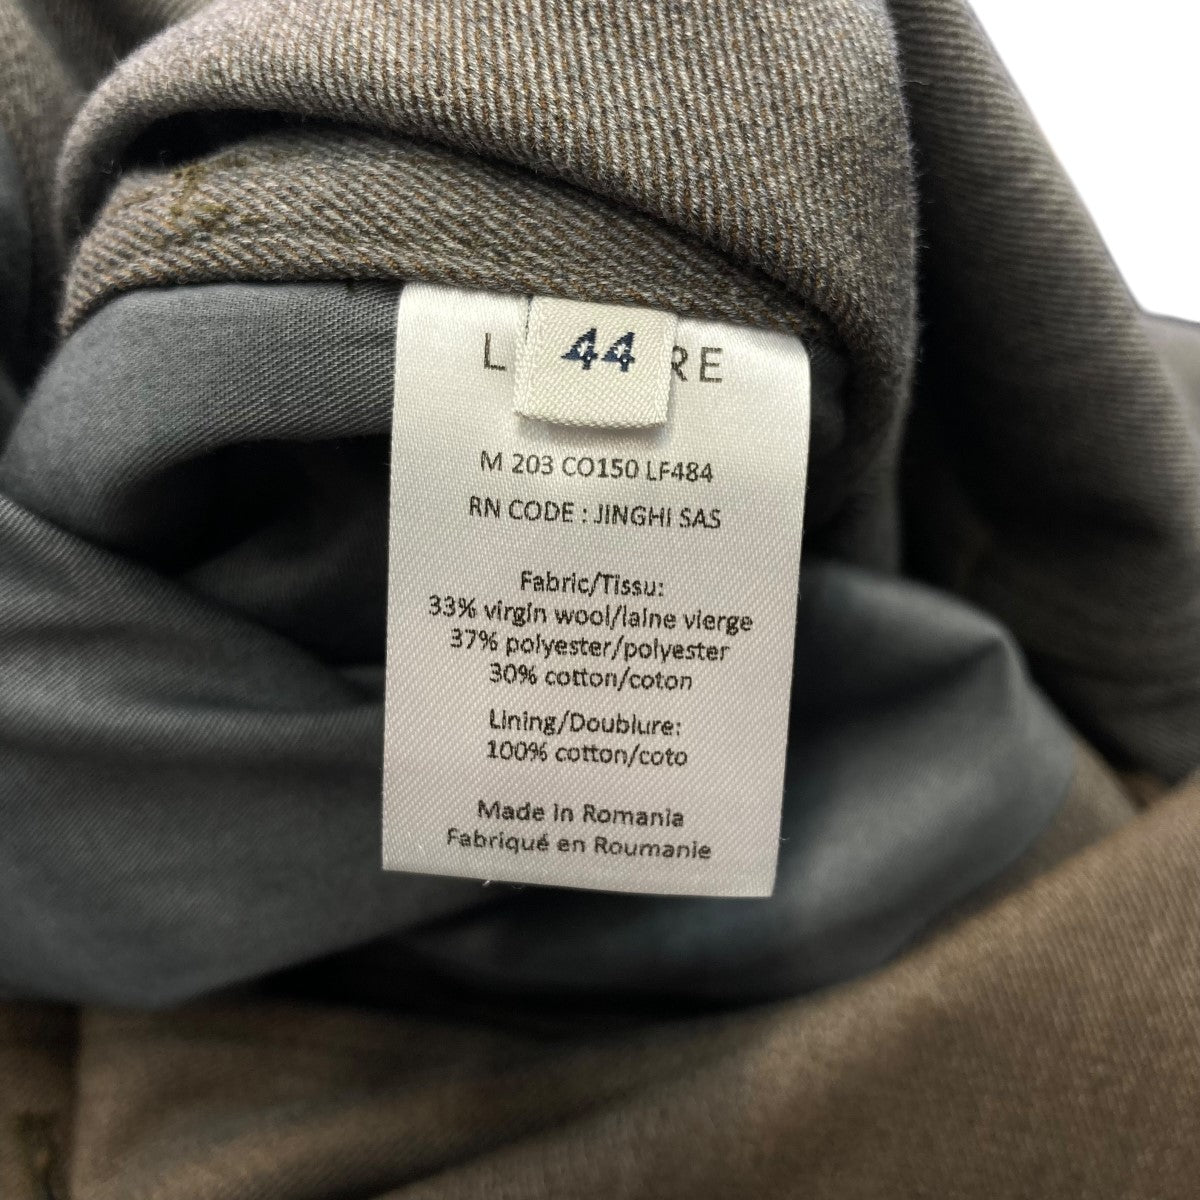 44
M 203 CO150 LF484
RN CODE : JINGHI SAS
Fabric/Tissu:
33% virgin wool/laine vierge
37% polyester/polyester
30% cotton/coton
Lining/Doublure:
100% cotton/coto
Made in Romania
Fabriqué en Roumanie